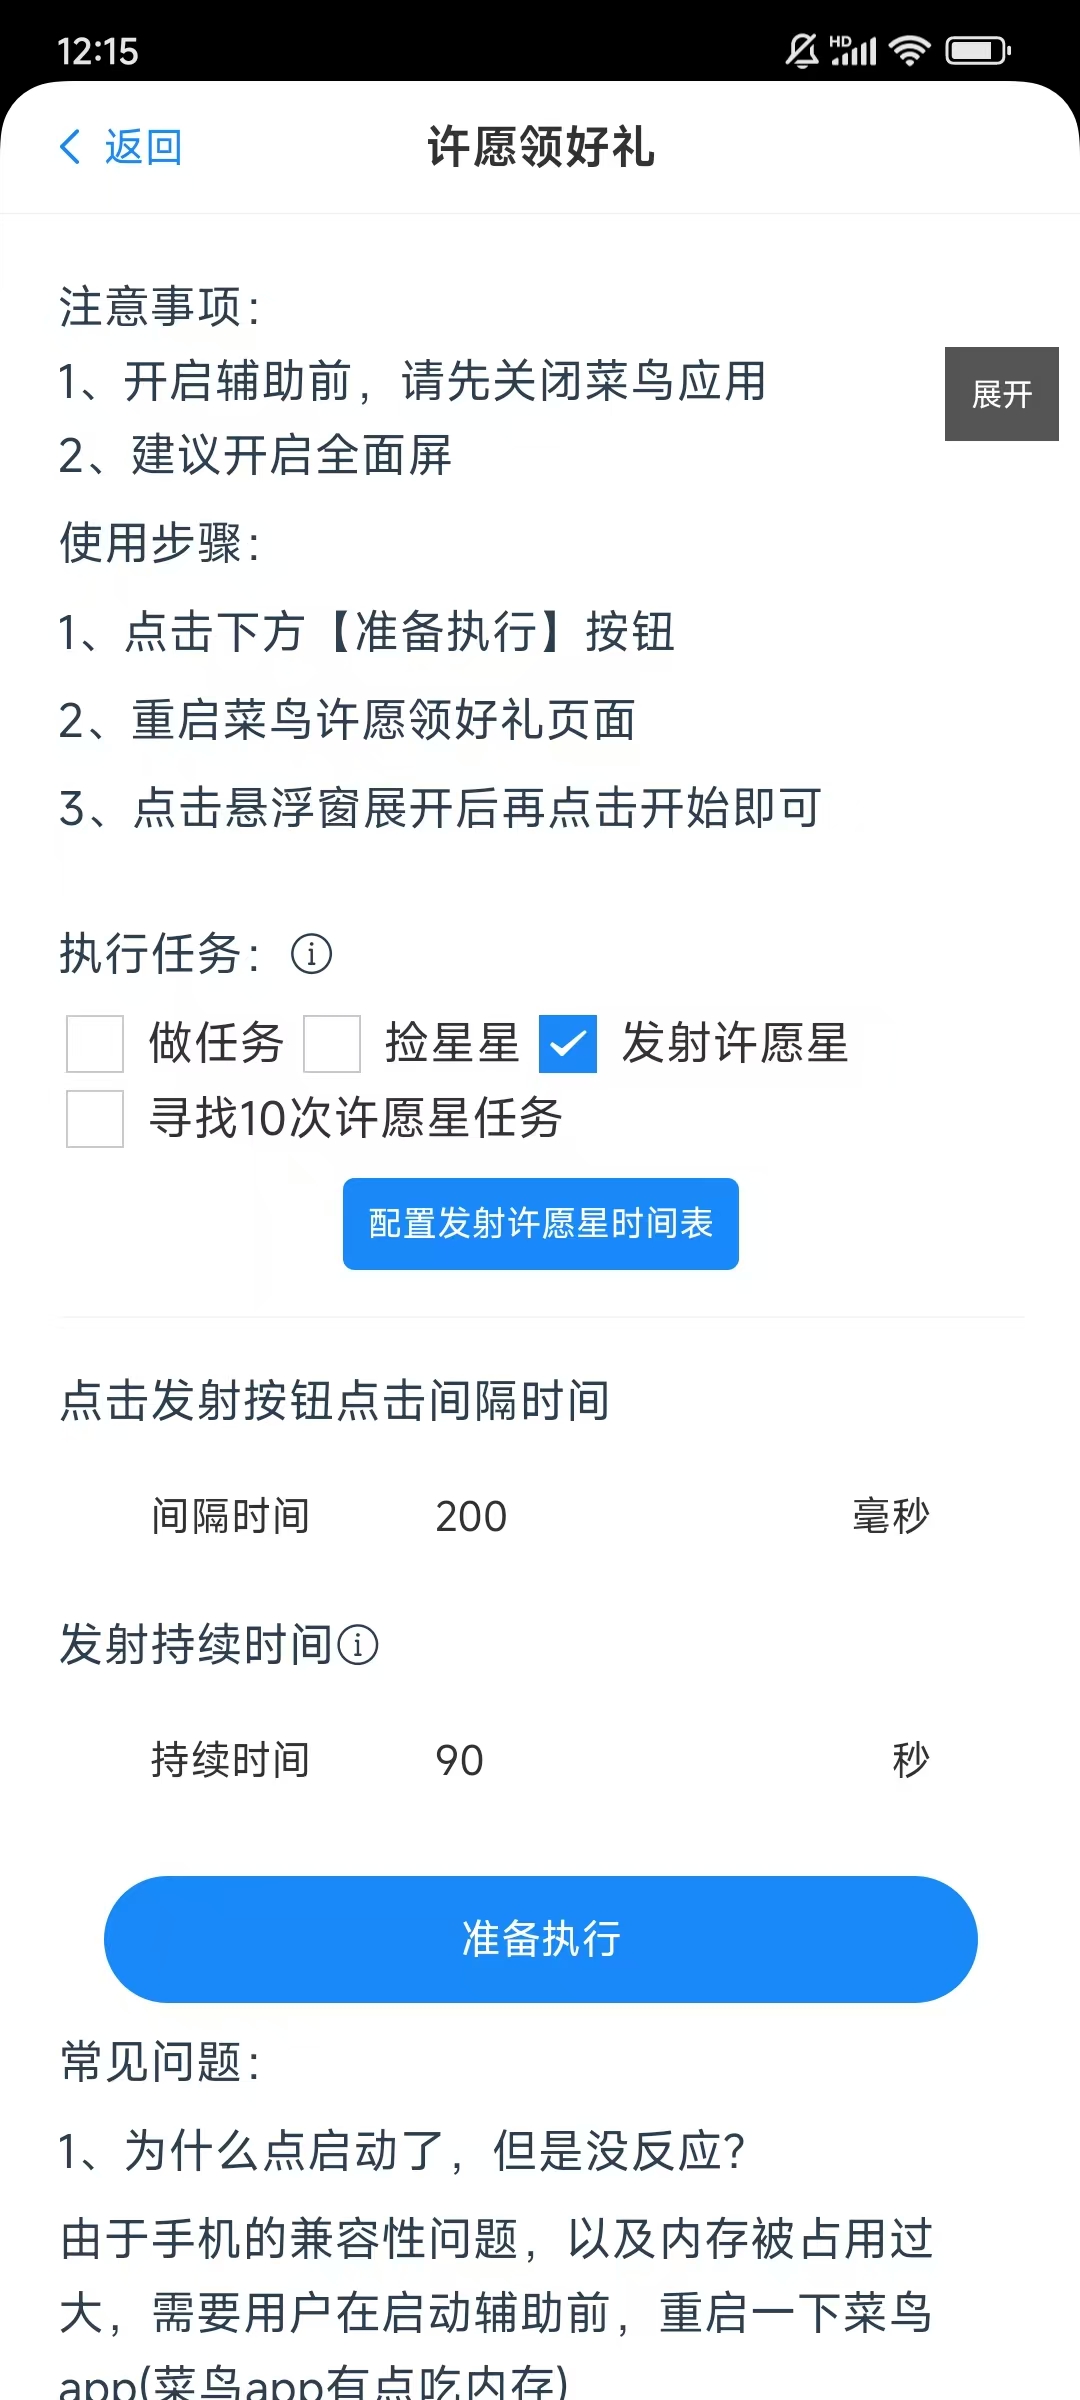 12:15
HD
返回
许愿领好礼
注意事项：
1、开启辅助前，请先关闭菜鸟应用
展开
2、建议开启全面屏
使用步骤：
1、点击下方【准备执行】按钮
2、重启菜鸟许愿领好礼页面
3、点击悬浮窗展开后再点击开始即可
执行任务：
做任务 捡星星 发射许愿星
寻找10次许愿星任务
配置发射许愿星时间表
点击发射按钮点击间隔时间
间隔时间 200 毫秒
发射持续时间
持续时间 90 秒
准备执行
常见问题：
1、为什么点启动了，但是没反应？
由于手机的兼容性问题，以及内存被占用过
大，需要用户在启动辅助前，重启一下菜鸟
app(菜鸟app有点吃内存)